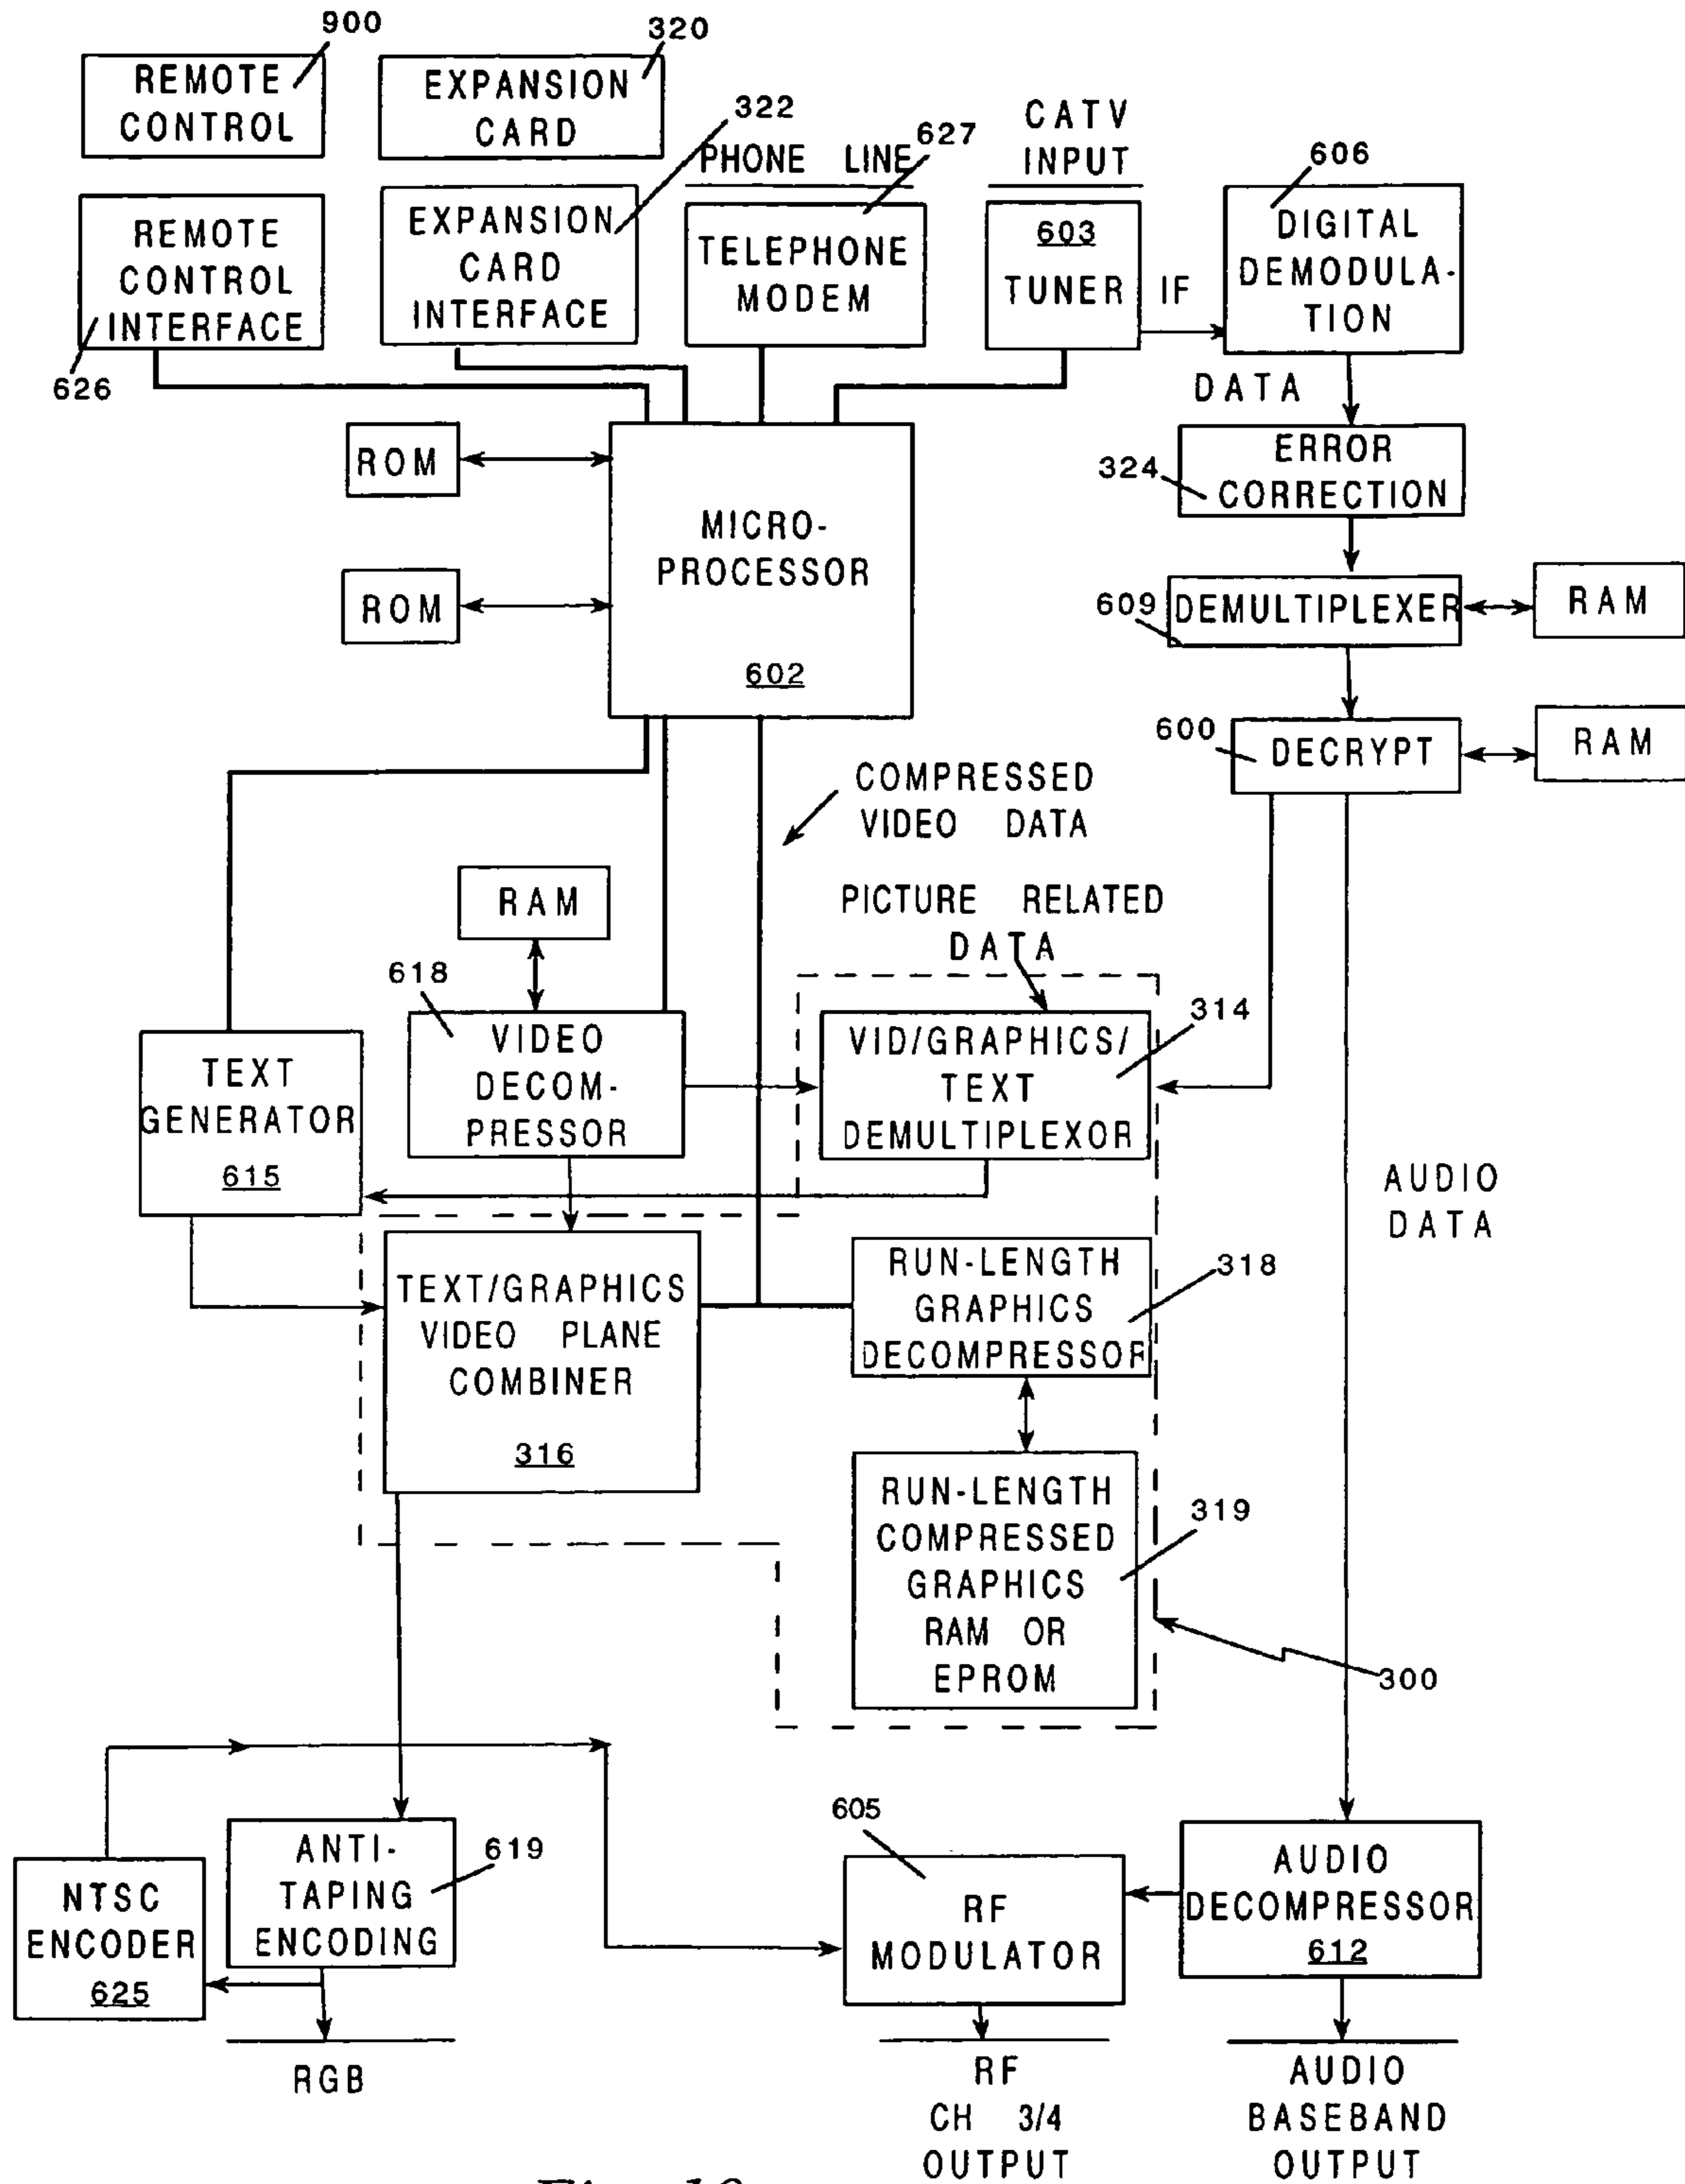 900
320
REMOTE
CONTROL
EXPANSION
CARD
322
PHONE LINE
627
CATV
INPUT
606
REMOTE
CONTROL
INTERFACE
626
EXPANSION
CARD
INTERFACE
TELEPHONE
MODEM
603
TUNER
IF
DIGITAL
DEMODULA-
TION
DATA
ROM
ROM
MICRO-
PROCESSOR
602
324
ERROR
CORRECTION
609
DEMULTIPLEXER
RAM
600
DECRYPT
RAM
COMPRESSED
VIDEO DATA
PICTURE RELATED
DATA
RAM
618
VIDEO
DECOM-
PRESSOR
314
VID/GRAPHICS/
TEXT
DEMULTIPLEXOR
TEXT
GENERATOR
615
AUDIO
DATA
TEXT/GRAPHICS
VIDEO PLANE
COMBINER
316
RUN-LENGTH
GRAPHICS
DECOMPRESSOR
318
RUN-LENGTH
COMPRESSED
GRAPHICS
RAM OR
EPROM
319
300
NTSC
ENCODER
625
ANTI-
TAPING
ENCODING
619
605
RF
MODULATOR
AUDIO
DECOMPRESSOR
612
RGB
RF
CH 3/4
OUTPUT
AUDIO
BASEBAND
OUTPUT